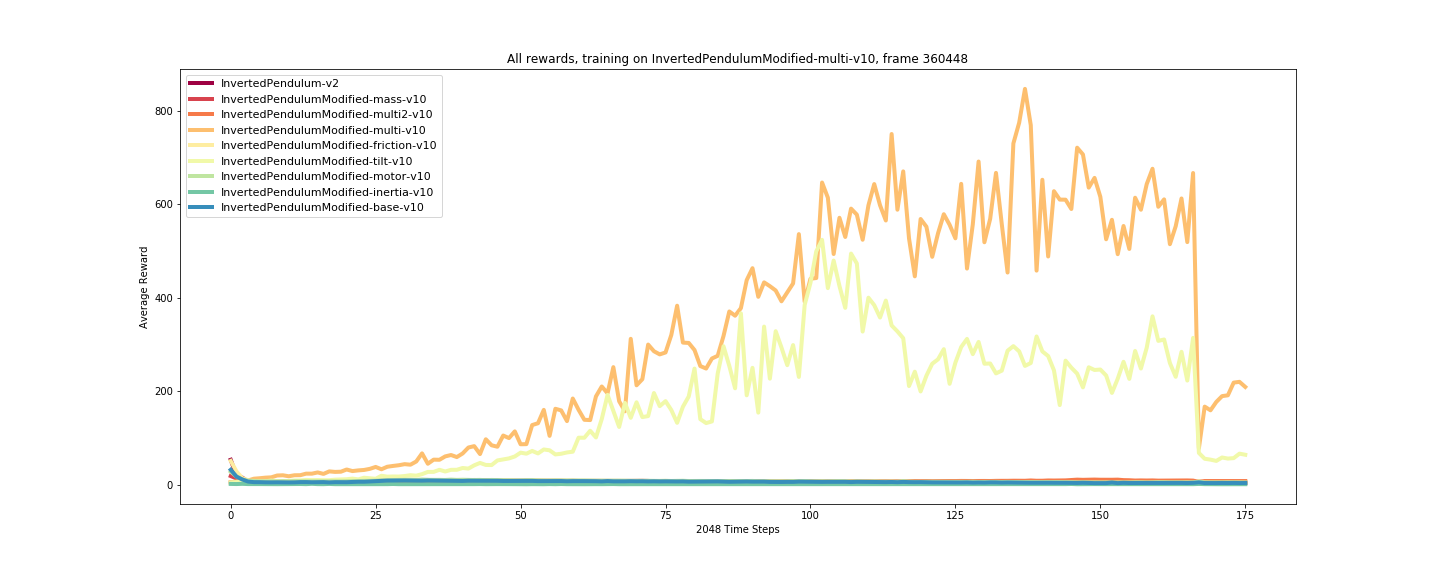 All rewards, training on InvertedPendulumModified-multi-v10, frame 360448
InvertedPendulum-v2
InvertedPendulumModified-mass-v10
InvertedPendulumModified-multi2-v10
InvertedPendulumModified-multi-v10
InvertedPendulumModified-friction-v10
InvertedPendulumModified-tilt-v10
InvertedPendulumModified-motor-v10
InvertedPendulumModified-inertia-v10
InvertedPendulumModified-base-v10
Average Reward
800
600
400
200
0
0 25 50 75 100 125 150 175
2048 Time Steps